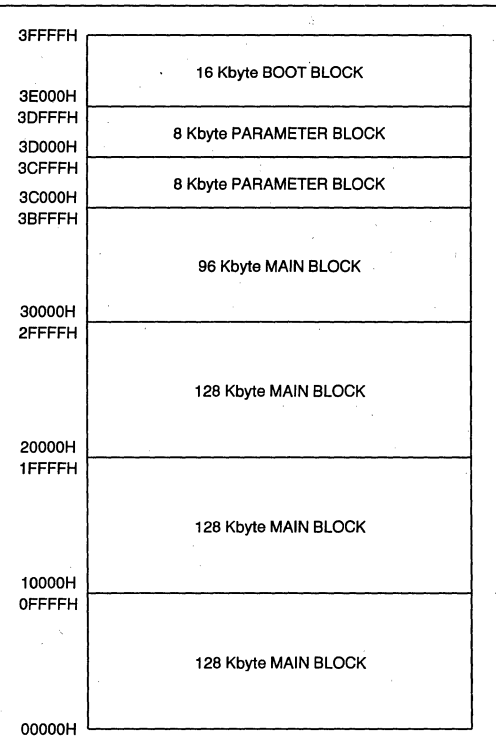 3FFFFH
16 Kbyte BOOT BLOCK
3E000H
3DFFFH
8 Kbyte PARAMETER BLOCK
3D000H
3CFFFH
8 Kbyte PARAMETER BLOCK
3C000H
3BFFFH
96 Kbyte MAIN BLOCK
30000H
2FFFFH
128 Kbyte MAIN BLOCK
20000H
1FFFFH
128 Kbyte MAIN BLOCK
10000H
0FFFFH
128 Kbyte MAIN BLOCK
00000H